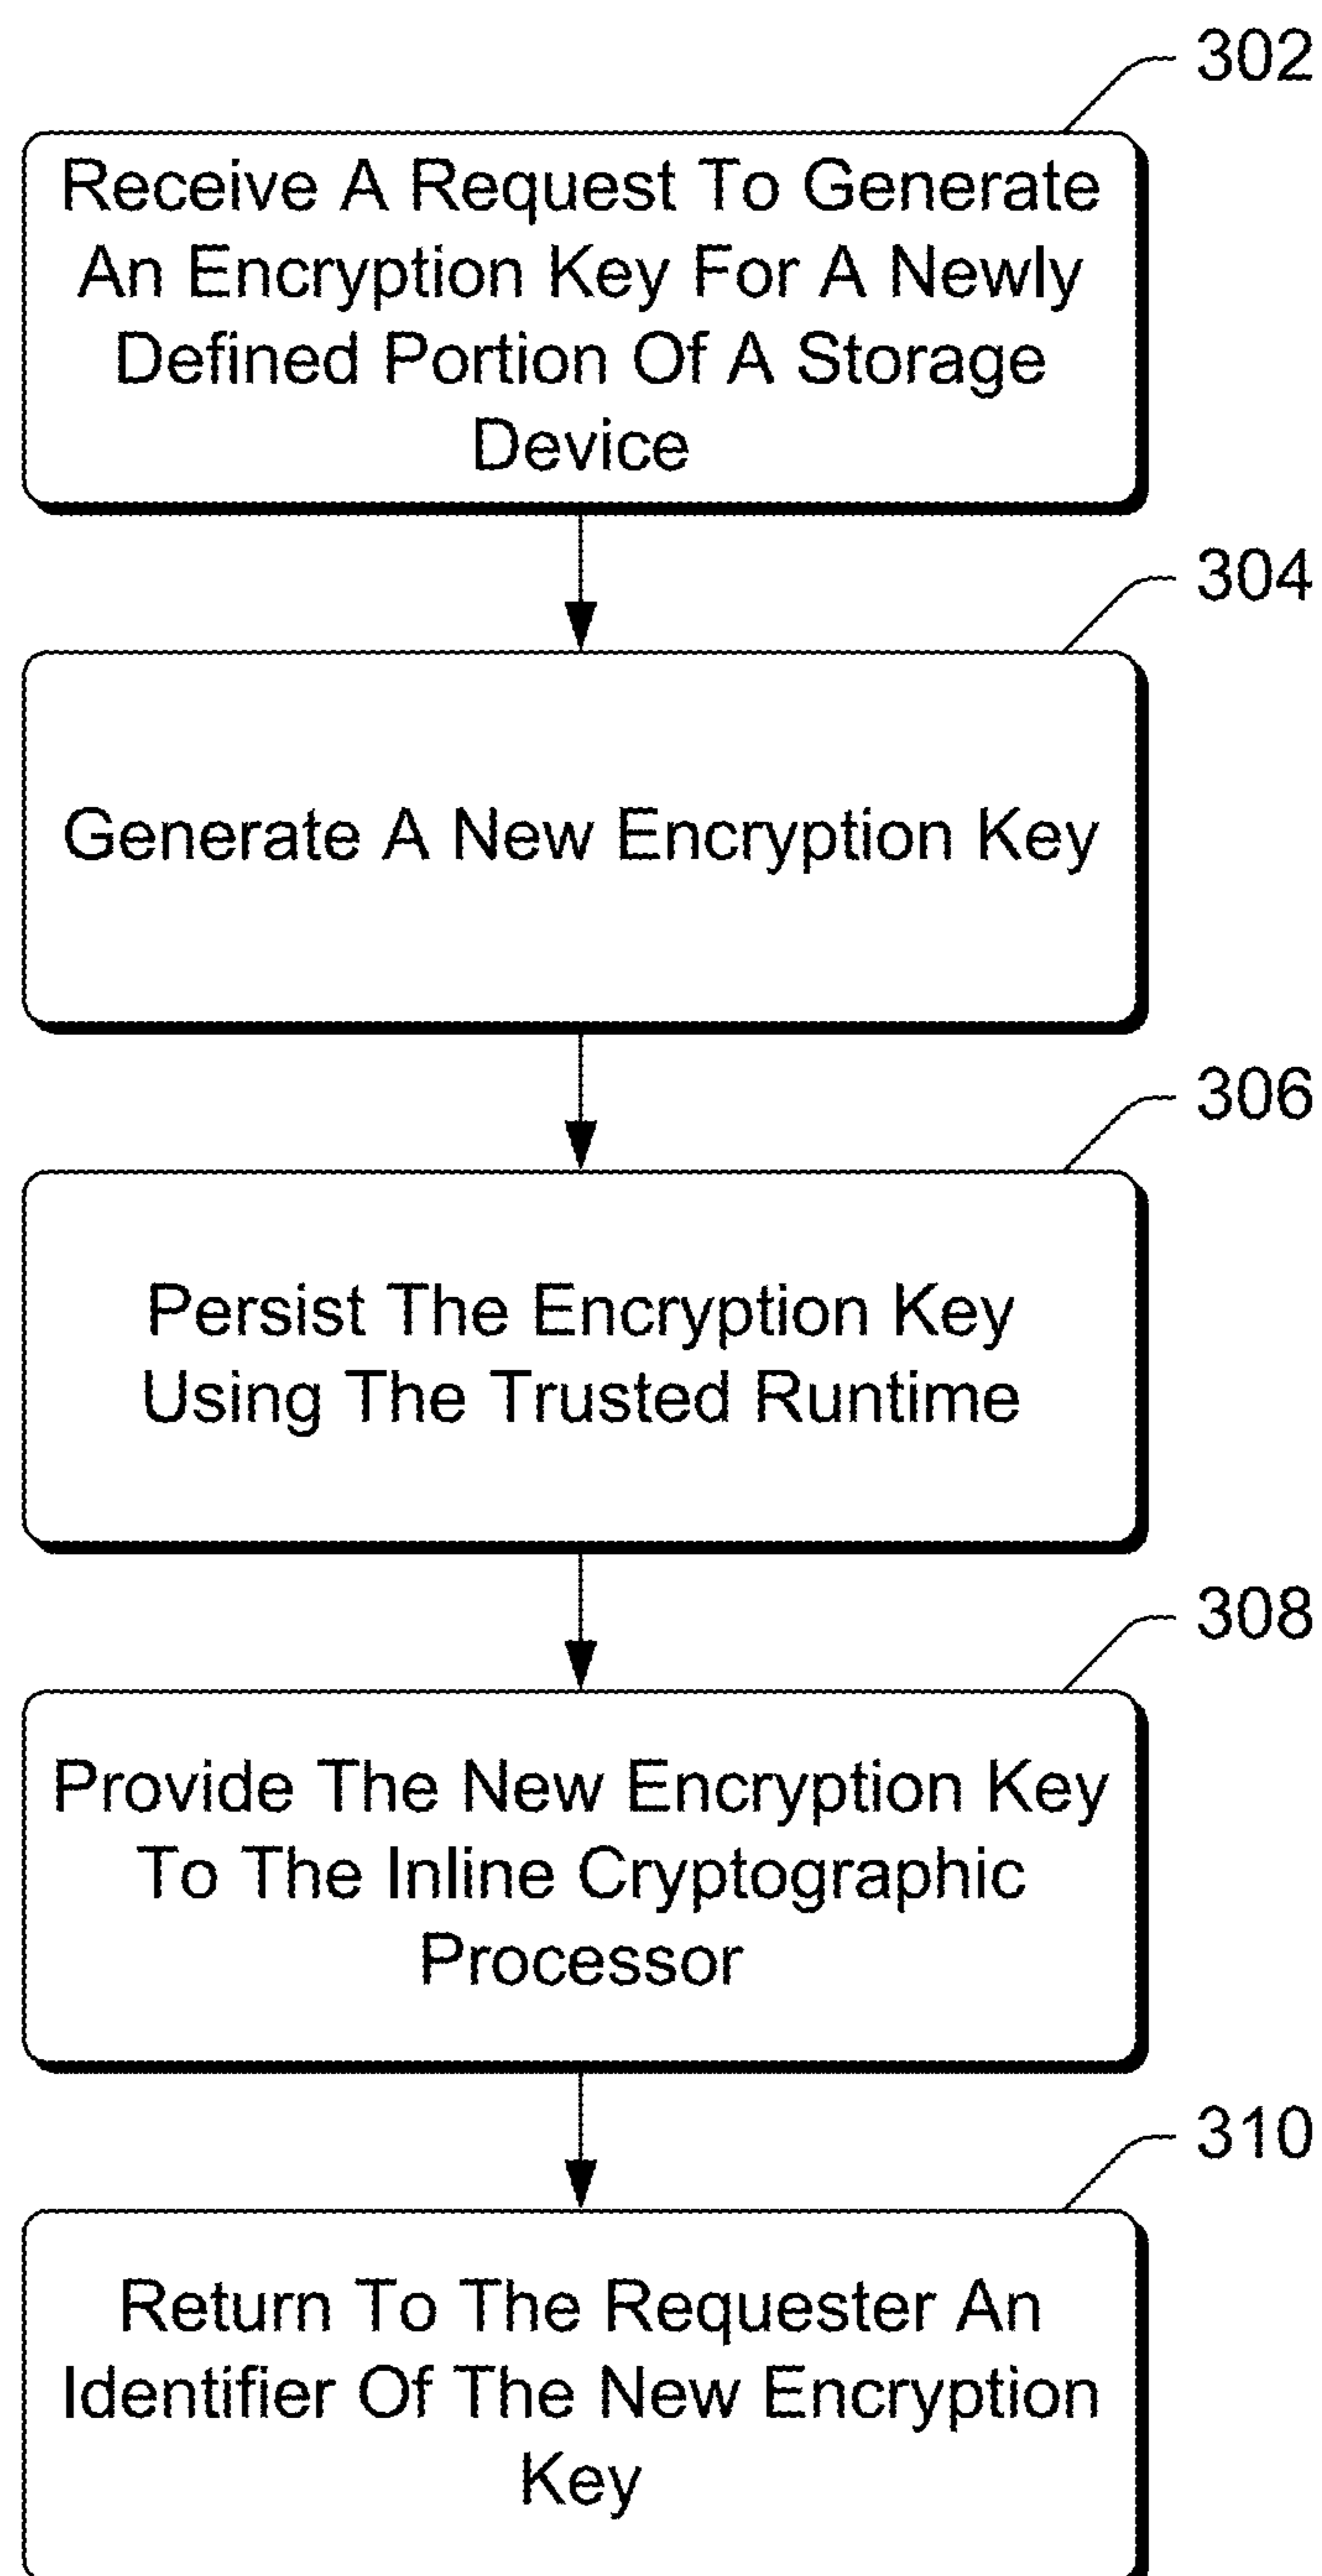 302
Receive A Request To Generate
An Encryption Key For A Newly
Defined Portion Of A Storage
Device
304
Generate A New Encryption Key
306
Persist The Encryption Key
Using The Trusted Runtime
308
Provide The New Encryption Key
To The Inline Cryptographic
Processor
310
Return To The Requester An
Identifier Of The New Encryption
Key